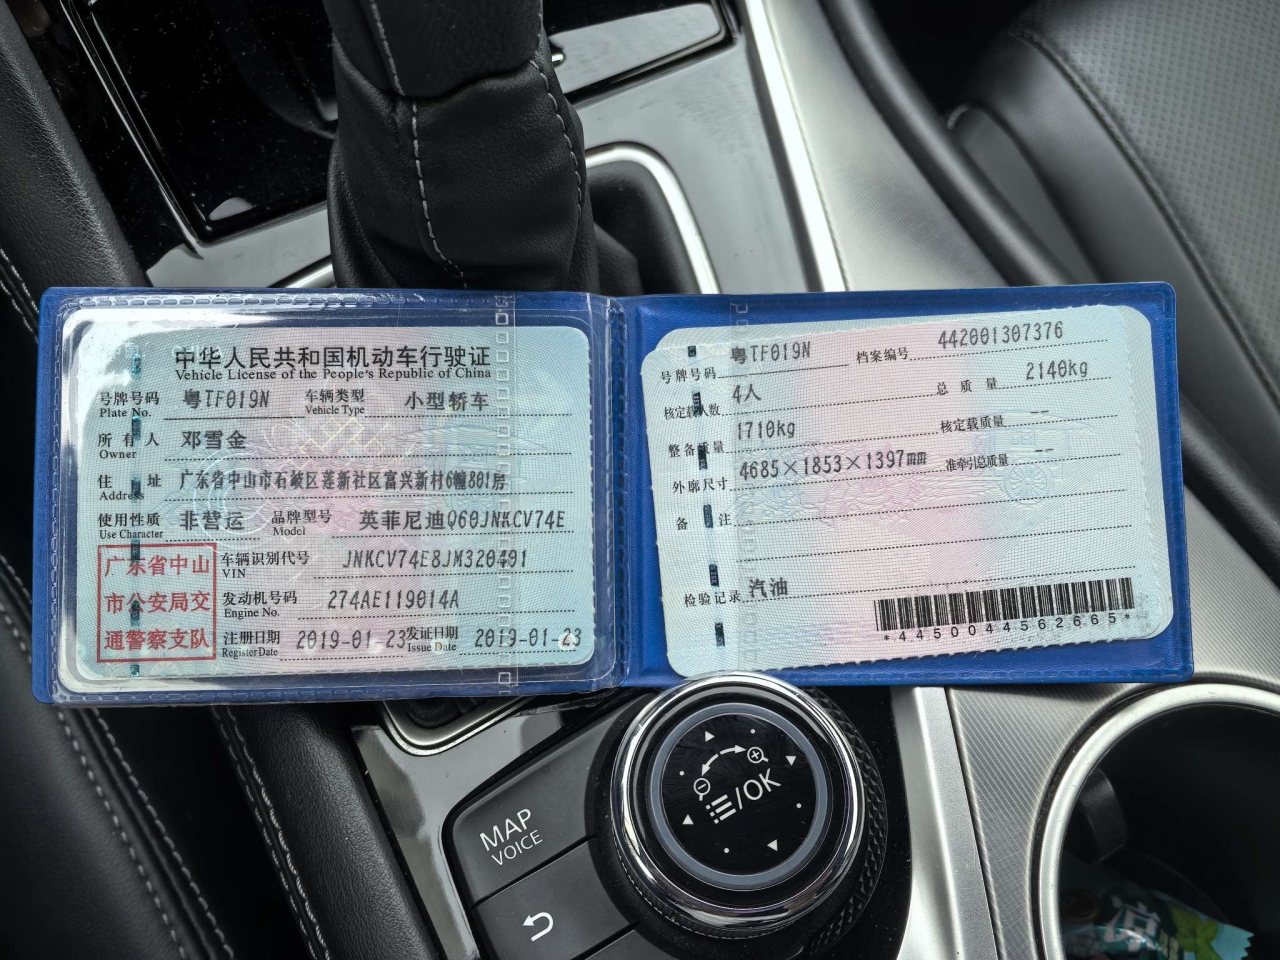 中华人民共和国机动车行驶证
Vehicle License of the People's Republic of China
号牌号码 粤TF019N 车辆类型 小型轿车
Plate No. Vehicle Type
所有人 邓雪金
Owner
住址 广东省中山市石岐区莲新社区富兴新村6幢801房
Address
使用性质 非营运 品牌型号 英菲尼迪Q60JNKCV74E
Use Character Model
车辆识别代号 JNKCV74E8JM320491
VIN
发动机号码 274AE119014A
Engine No.
注册日期 2019-01-23 发证日期 2019-01-23
Register Date Issue Date
广东省中山
市公安局交
通警察支队
号牌号码 粤TF019N 档案编号 442001307376
核定载人数 4人 总质量 2140kg
整备质量 1710kg 核定载质量 --
外廓尺寸 4685×1853×1397mm 准牵引总质量 --
备注
检验记录 汽油
*4450044562665*
MAP
VOICE
/OK
凉